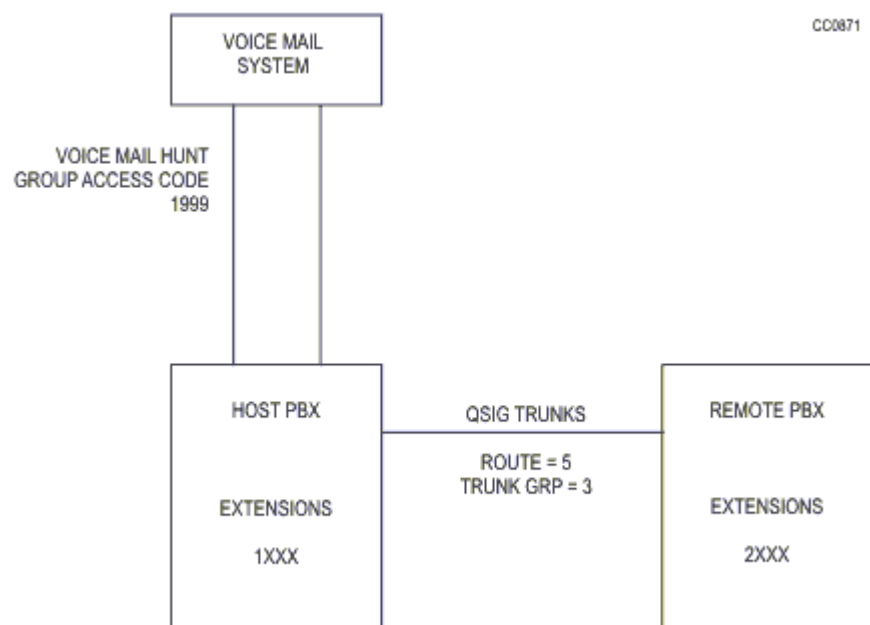 CC0871
VOICE MAIL
SYSTEM
VOICE MAIL HUNT
GROUP ACCESS CODE
1999
HOST PBX
EXTENSIONS
1XXX
QSIG TRUNKS
ROUTE = 5
TRUNK GRP = 3
REMOTE PBX
EXTENSIONS
2XXX